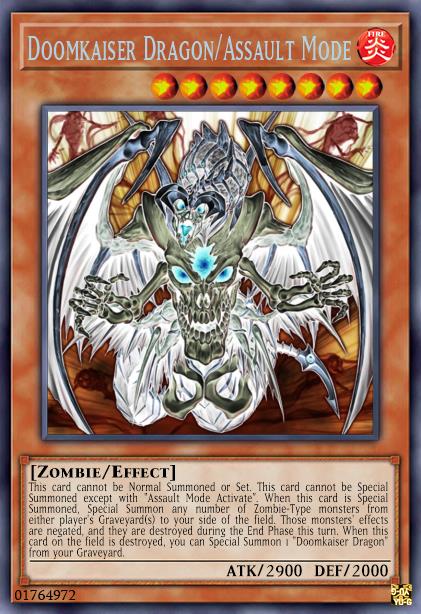 DOOMKAISER DRAGON/ASSAULT MODE
FIRE
炎
[ZOMBIE/EFFECT]
This card cannot be Normal Summoned or Set. This card cannot be Special
Summoned except with "Assault Mode Activate". When this card is Special
Summoned, Special Summon any number of Zombie-Type monsters from
either player's Graveyard(s) to your side of the field. Those monsters' effects
are negated, and they are destroyed during the End Phase this turn. When this
card on the field is destroyed, you can Special Summon 1 "Doomkaiser Dragon"
from your Graveyard.
ATK/2900 DEF/2000
01764972